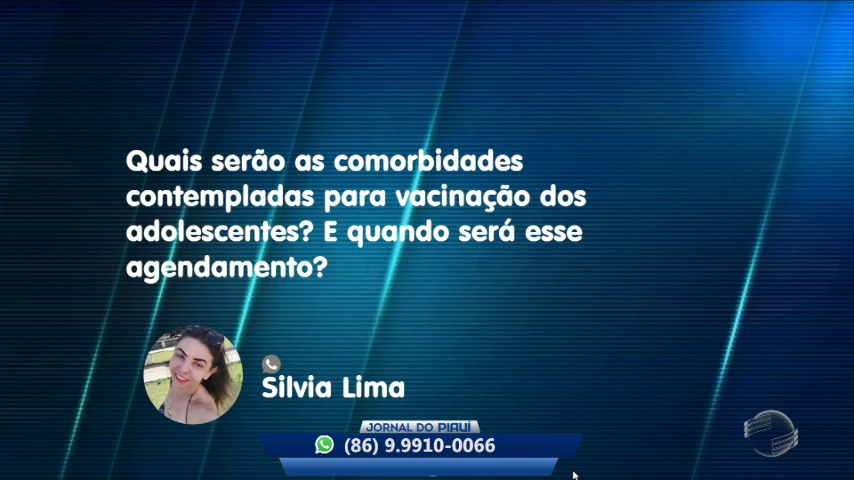 Quais serão as comorbidades
contempladas para vacinação dos
adolescentes? E quando será esse
agendamento?
Silvia Lima
JORNAL DO PIAUÍ
(86) 9.9910-0066